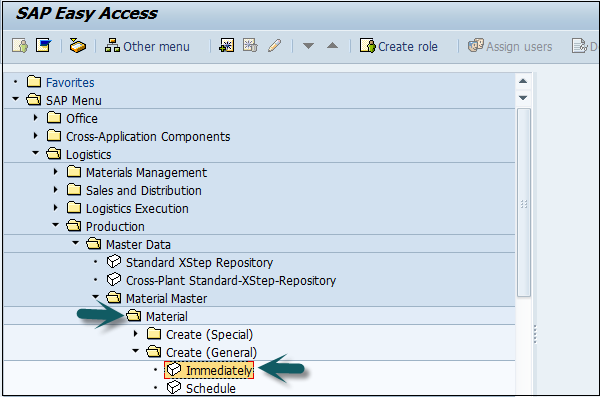 SAP Easy Access
Other menu Create role Assign users D
Favorites
SAP Menu
Office
Cross-Application Components
Logistics
Materials Management
Sales and Distribution
Logistics Execution
Production
Master Data
Standard XStep Repository
Cross-Plant Standard-XStep-Repository
Material Master
Material
Create (Special)
Create (General)
Immediately
Schedule